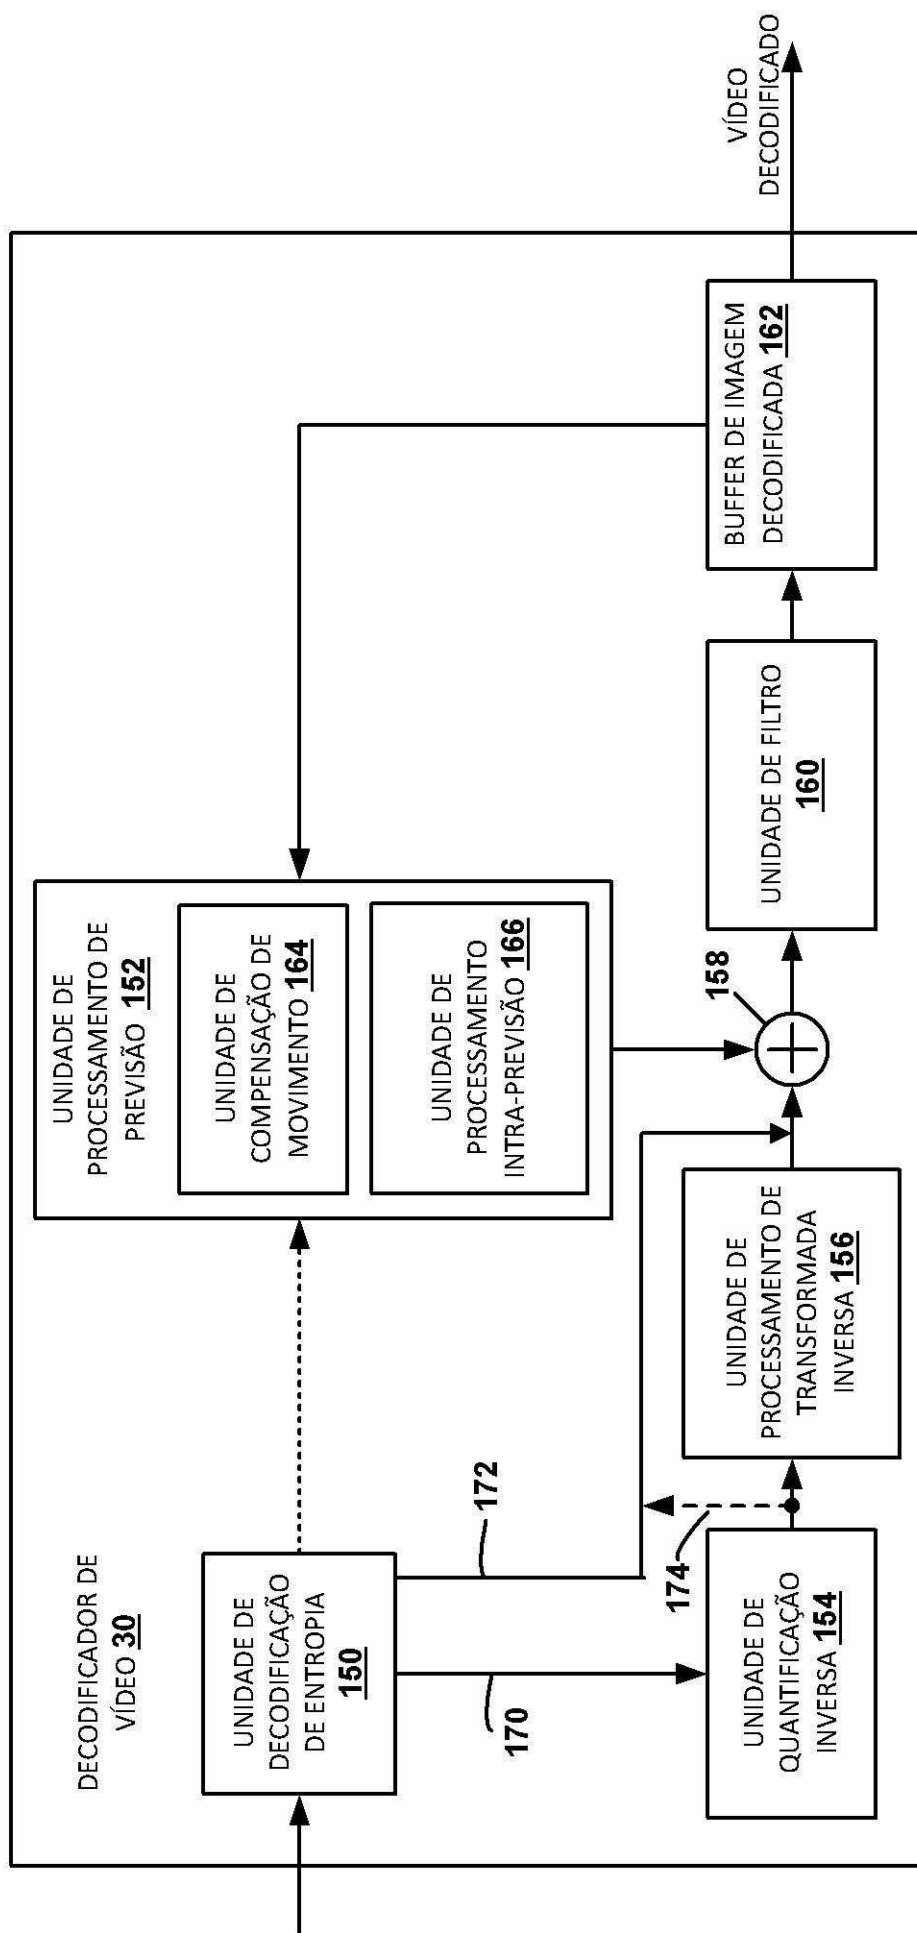 DECODIFICADOR DE
VÍDEO 30
UNIDADE DE
DECODIFICAÇÃO
DE ENTROPIA
150
170
172
UNIDADE DE
PROCESSAMENTO DE
PREVISÃO 152
UNIDADE DE
COMPENSAÇÃO DE
MOVIMENTO 164
UNIDADE DE
PROCESSAMENTO
INTRA-PREVISÃO 166
UNIDADE DE
QUANTIFICAÇÃO
INVERSA 154
174
UNIDADE DE
PROCESSAMENTO DE
TRANSFORMADA
INVERSA 156
158
UNIDADE DE FILTRO
160
BUFFER DE IMAGEM
DECODIFICADA 162
VÍDEO
DECODIFICADO